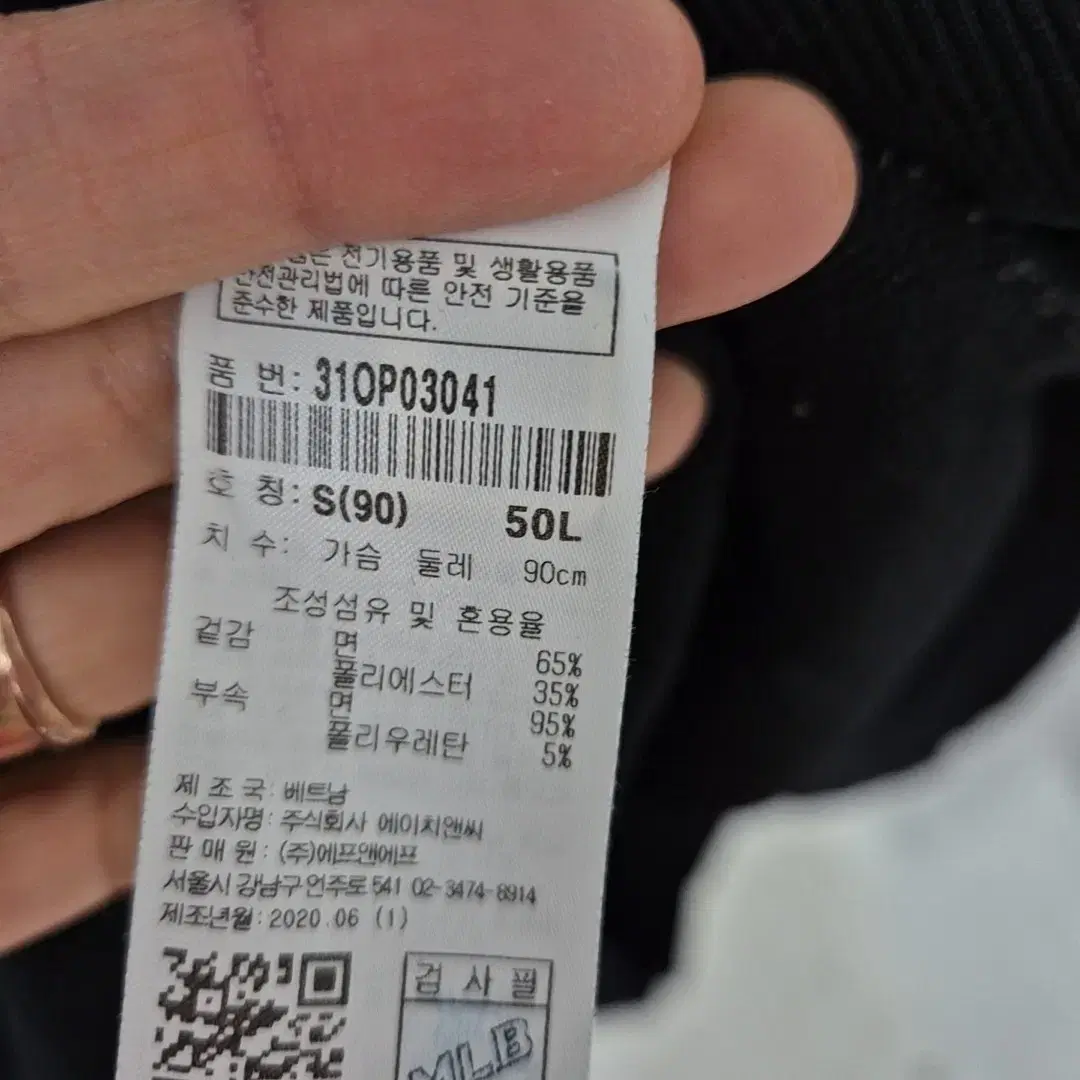 전기용품 및 생활용품
안전관리법에 따른 안전 기준을
준수한 제품입니다.
품 번: 31OP03041
호 칭: S(90) 50L
치 수: 가슴 둘레 90cm
조성섬유 및 혼용율
겉감 면 65%
폴리에스터 35%
부속 면 95%
폴리우레탄 5%
제 조 국: 베트남
수입자명: 주식회사 에이치앤씨
판 매 원: (주)에프앤에프
서울시 강남구 언주로 541 02-3474-8914
제조년월: 2020.06 (1)
검 사 필
MLB